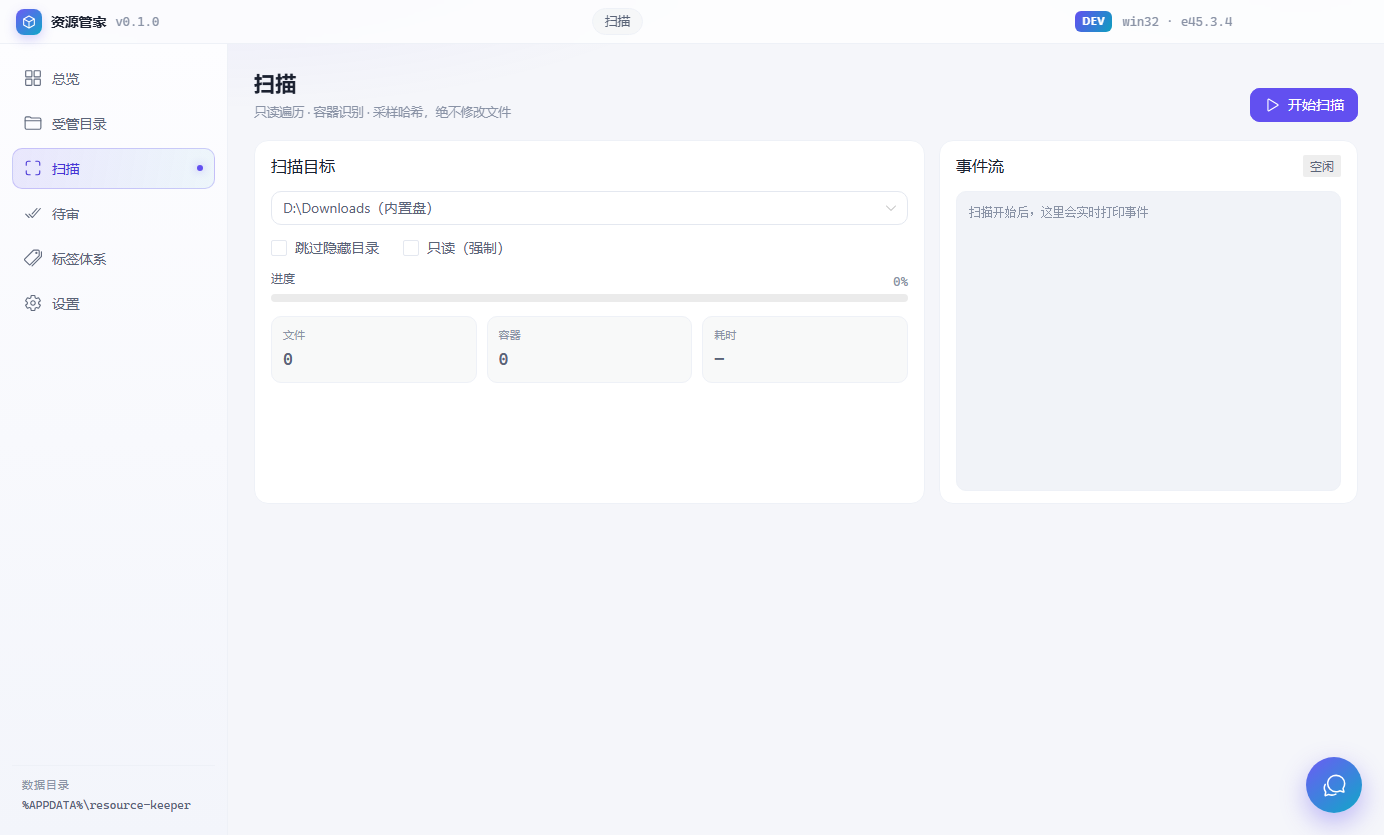 资源管家 v0.1.0
扫描
DEV win32 · e45.3.4
总览
受管目录
扫描
待审
标签体系
设置
数据目录
%APPDATA%\resource-keeper
扫描
只读遍历 · 容器识别 · 采样哈希，绝不修改文件
开始扫描
扫描目标
D:\Downloads（内置盘）
跳过隐藏目录 只读（强制）
进度
0%
文件
0
容器
0
耗时
—
事件流
空闲
扫描开始后，这里会实时打印事件